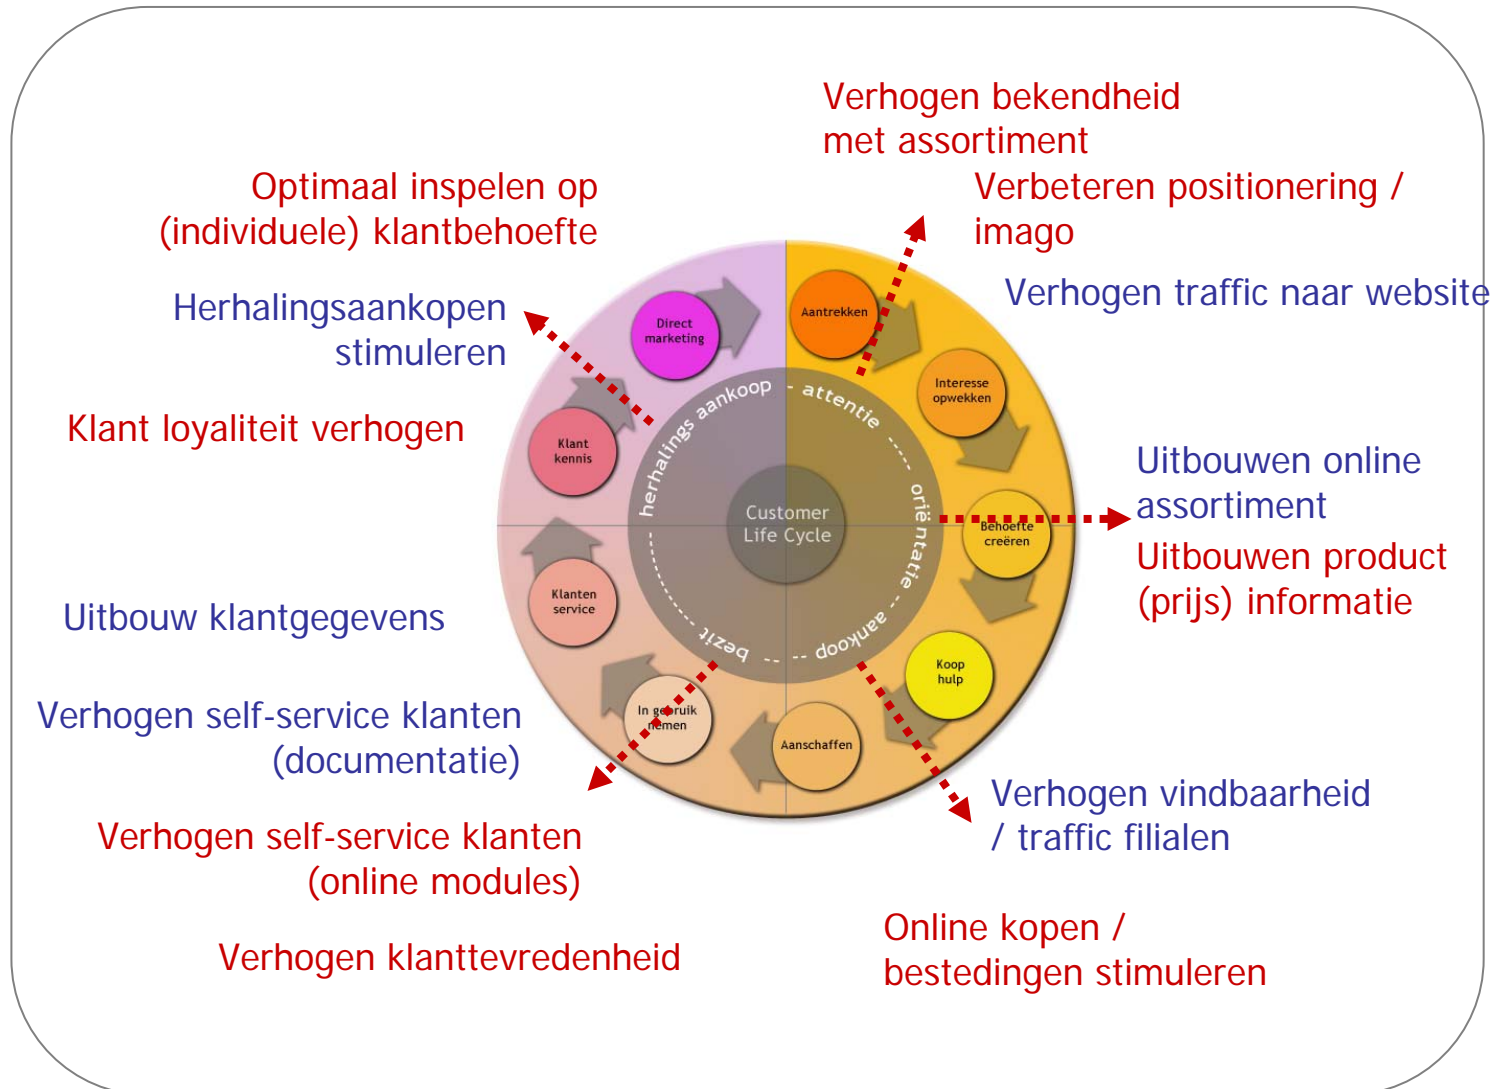 Verhogen bekendheid
met assortiment
Verbeteren positionering /
imago
Verhogen traffic naar website
Optimaal inspelen op
(individuele) klantbehoefte
Herhalingsaankopen
stimuleren
Klant loyaliteit verhogen
Uitbouw klantgegevens
Verhogen self-service klanten
(documentatie)
Verhogen self-service klanten
(online modules)
Verhogen klanttevredenheid
Uitbouwen online
assortiment
Uitbouwen product
(prijs) informatie
Verhogen vindbaarheid
/ traffic filialen
Online kopen /
bestedingen stimuleren
Aantrekken
Interesse
opwekken
Behoefte
creëren
Koop
hulp
Aanschaffen
In gebruik
nemen
Klanten
service
Klant
kennis
Direct
marketing
attentie ----- oriëntatie -- aankoop -- -- bezit ---------- herhalings aankoop -
Customer
Life Cycle